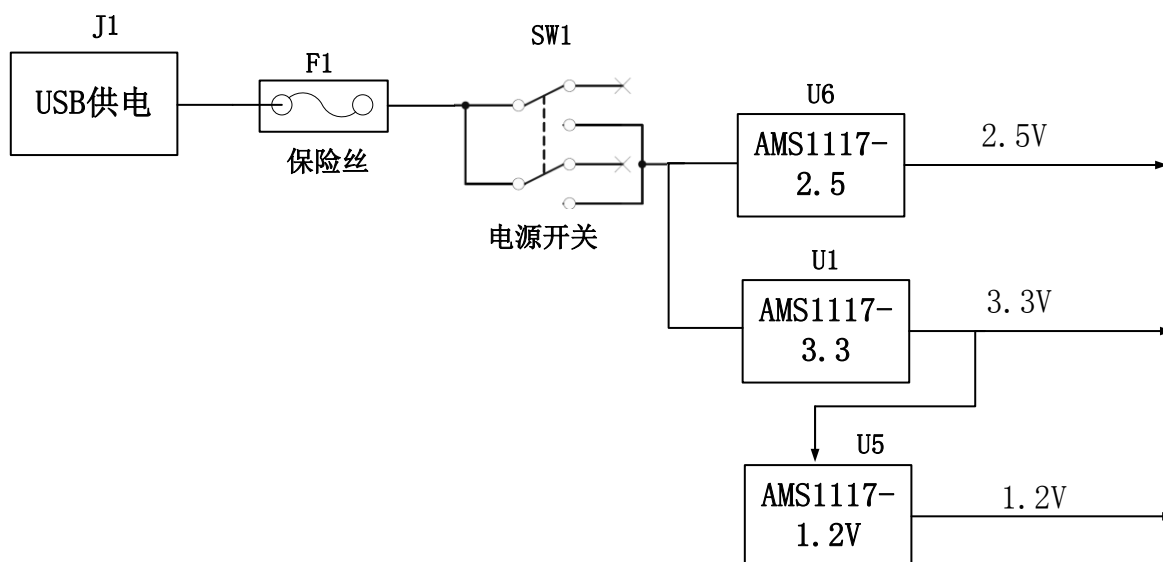 J1
USB供电
F1
保险丝
SW1
电源开关
U6
AMS1117-
2.5
2.5V
U1
AMS1117-
3.3
3.3V
U5
AMS1117-
1.2V
1.2V